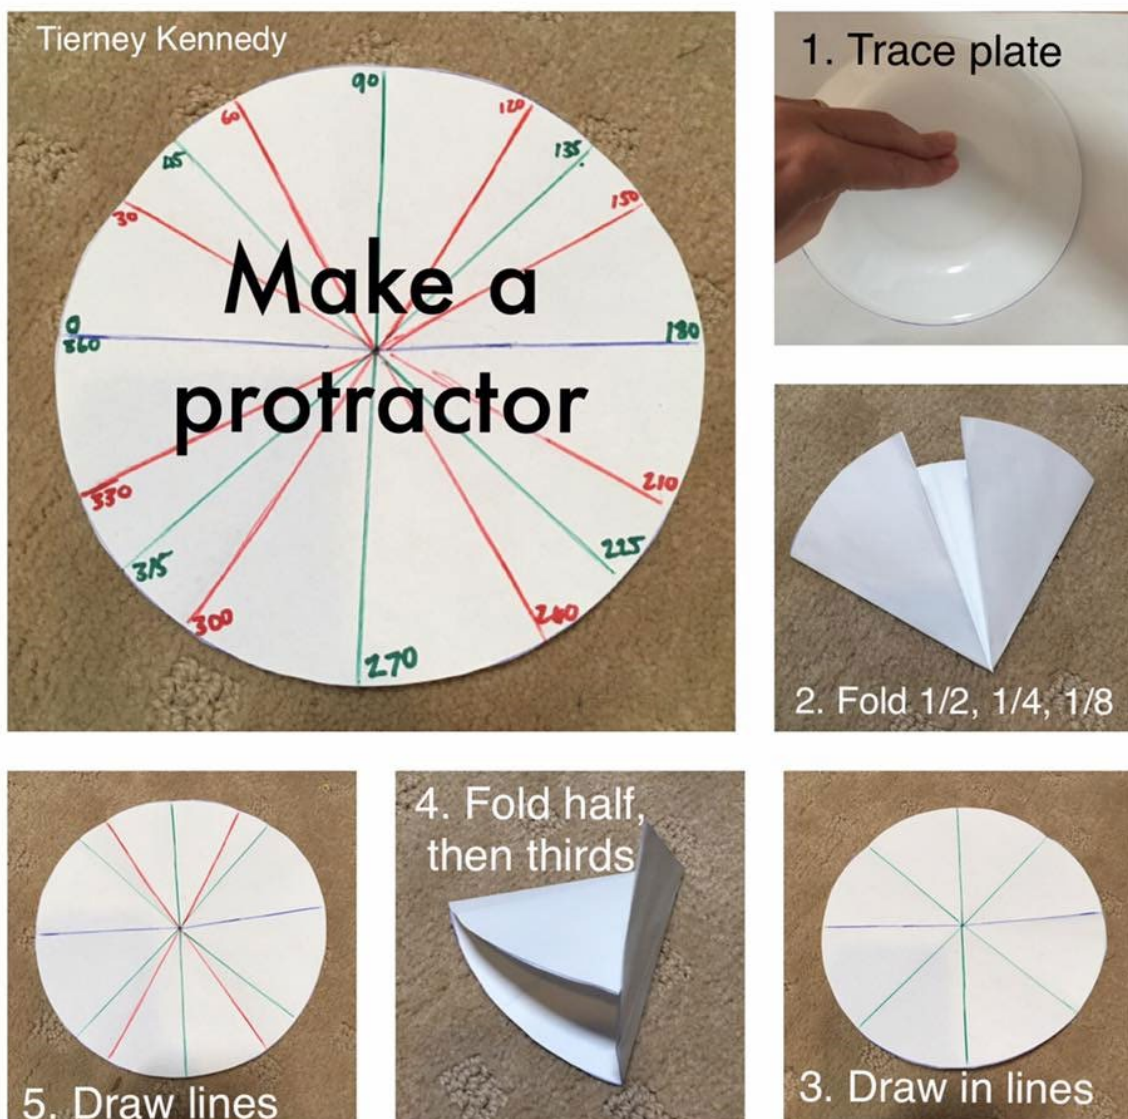 Tierney Kennedy
90
60
120
45
135
30
150
Make a
0
360
180
protractor
330
210
315
225
300
240
270
1. Trace plate
2. Fold 1/2, 1/4, 1/8
3. Draw in lines
4. Fold half,
then thirds
5. Draw lines